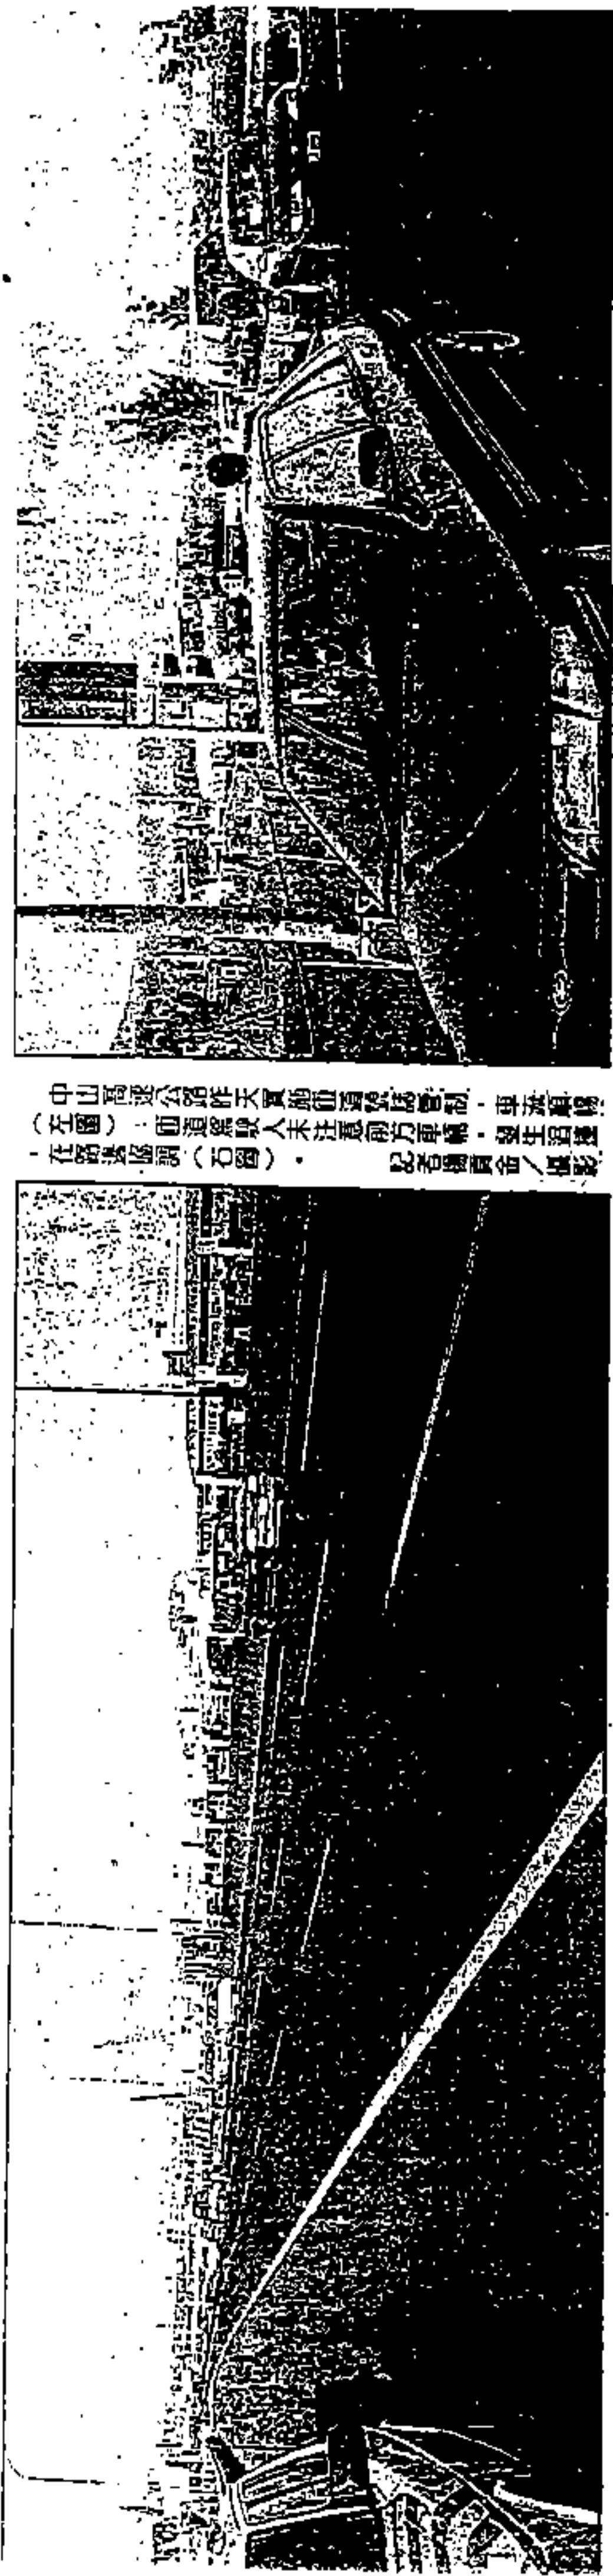 中山高速公路昨天實施匝道儀控管制，車流順暢
（左圖），匝道駕駛人未注意前方車輛，發生追撞
，在路邊協調（右圖）。　　記者　　／攝影